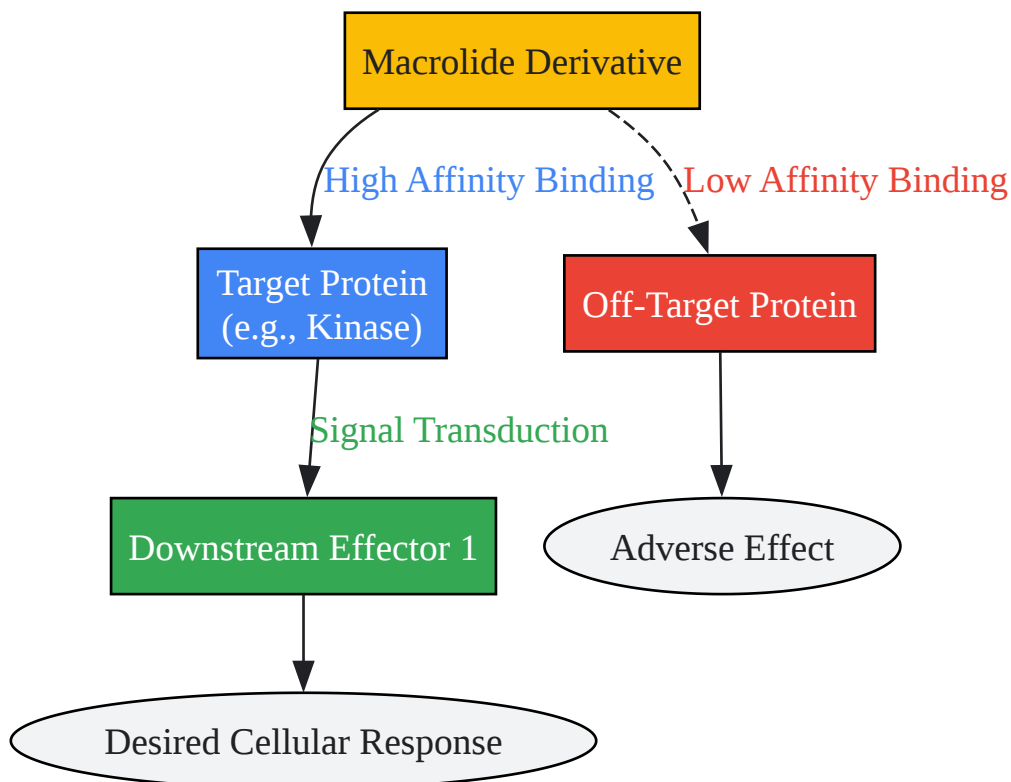 Macrolide Derivative
High Affinity Binding
Low Affinity Binding
Target Protein
(e.g., Kinase)
Off-Target Protein
Signal Transduction
Downstream Effector 1
Adverse Effect
Desired Cellular Response